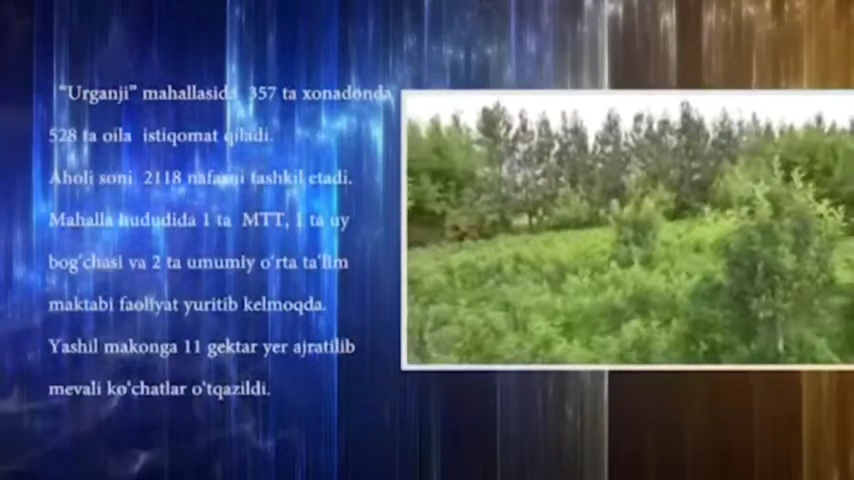 “Urganji” mahallasida 357 ta xonadonda
528 ta oila istiqomat qiladi.
Aholi soni 2118 nafarni tashkil etadi.
Mahalla hududida 1 ta MTT, 1 ta uy
bog‘chasi va 2 ta umumiy o‘rta ta’lim
maktabi faoliyat yuritib kelmoqda.
Yashil makonga 11 gektar yer ajratilib
mevali ko‘chatlar o‘tqazildi.